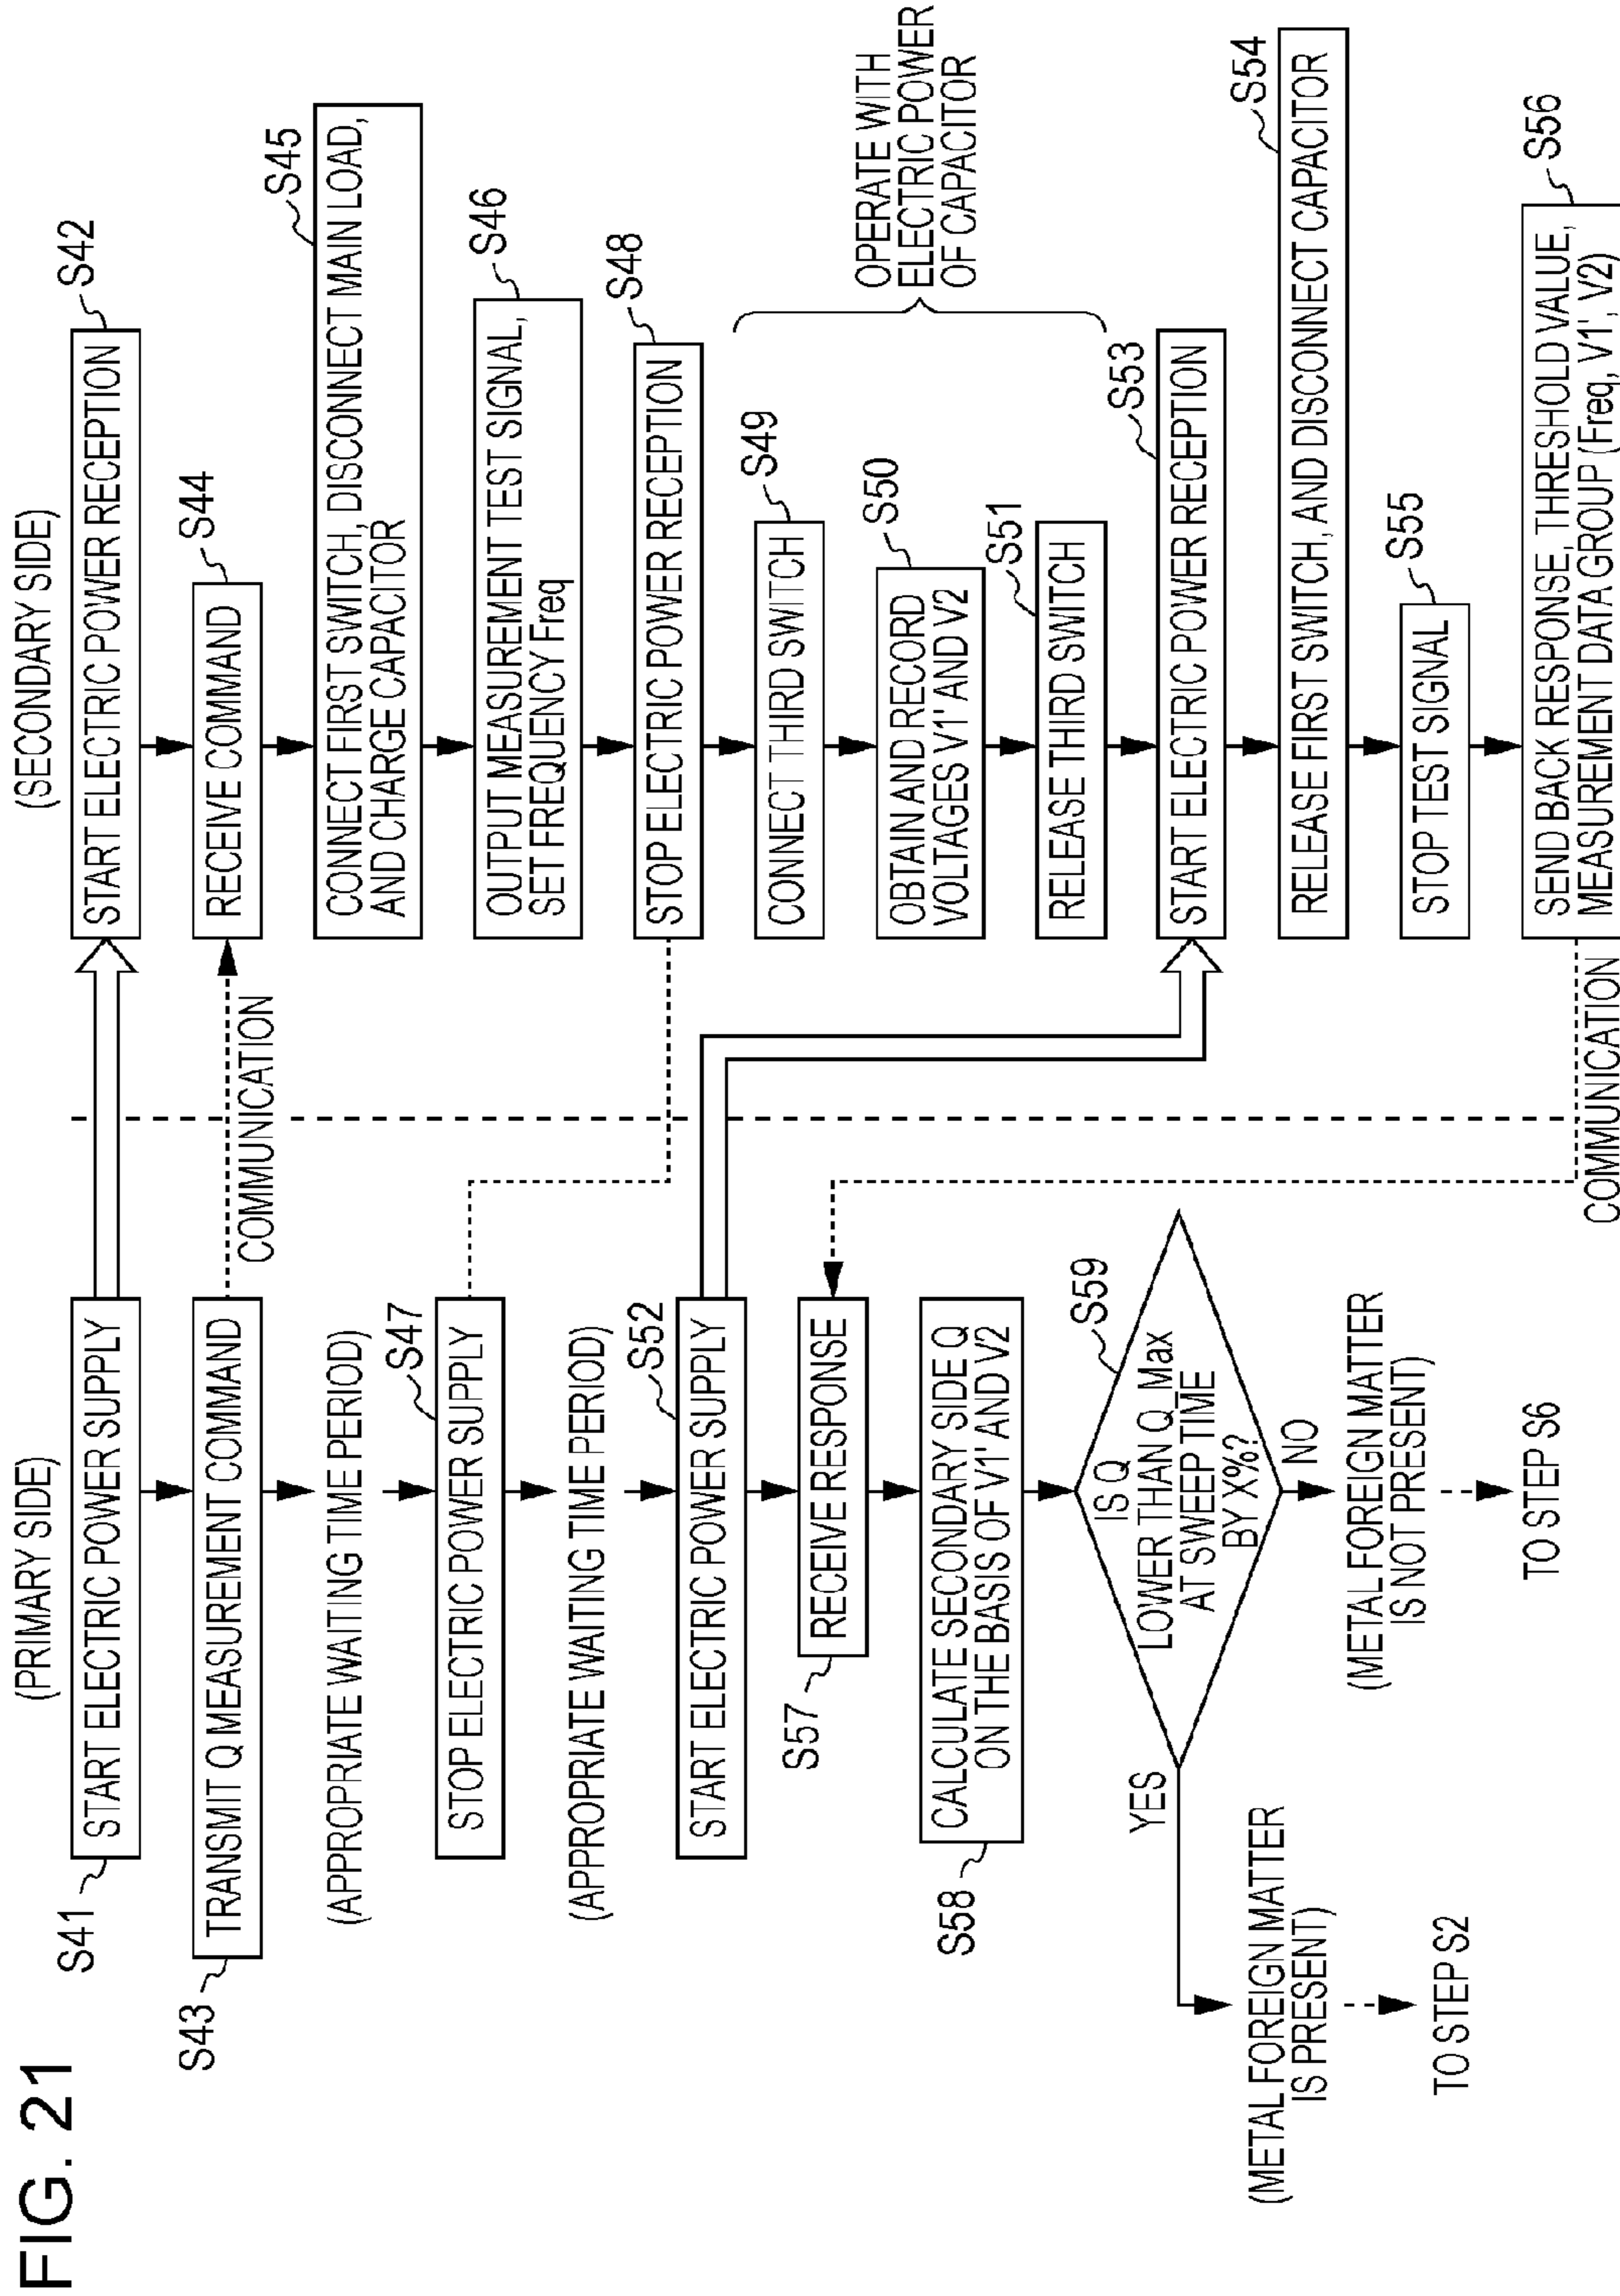 FIG. 21
(PRIMARY SIDE)
S41
START ELECTRIC POWER SUPPLY
S43
TRANSMIT Q MEASUREMENT COMMAND
(APPROPRIATE WAITING TIME PERIOD)
S47
STOP ELECTRIC POWER SUPPLY
(APPROPRIATE WAITING TIME PERIOD)
S52
START ELECTRIC POWER SUPPLY
S57
RECEIVE RESPONSE
S58
CALCULATE SECONDARY SIDE Q
ON THE BASIS OF V1' AND V2
S59
IS Q
LOWER THAN Q_Max
AT SWEEP TIME
BY X%?
YES
(METAL FOREIGN MATTER
IS PRESENT)
TO STEP S2
NO
(METAL FOREIGN MATTER
IS NOT PRESENT)
TO STEP S6
COMMUNICATION
COMMUNICATION
(SECONDARY SIDE)
S42
START ELECTRIC POWER RECEPTION
S44
RECEIVE COMMAND
S45
CONNECT FIRST SWITCH, DISCONNECT MAIN LOAD,
AND CHARGE CAPACITOR
S46
OUTPUT MEASUREMENT TEST SIGNAL,
SET FREQUENCY Freq
S48
STOP ELECTRIC POWER RECEPTION
S49
CONNECT THIRD SWITCH
S50
OBTAIN AND RECORD
VOLTAGES V1' AND V2
S51
RELEASE THIRD SWITCH
OPERATE WITH
ELECTRIC POWER
OF CAPACITOR
S53
START ELECTRIC POWER RECEPTION
S54
RELEASE FIRST SWITCH, AND DISCONNECT CAPACITOR
S55
STOP TEST SIGNAL
S56
SEND BACK RESPONSE, THRESHOLD VALUE,
MEASUREMENT DATA GROUP (Freq, V1', V2)